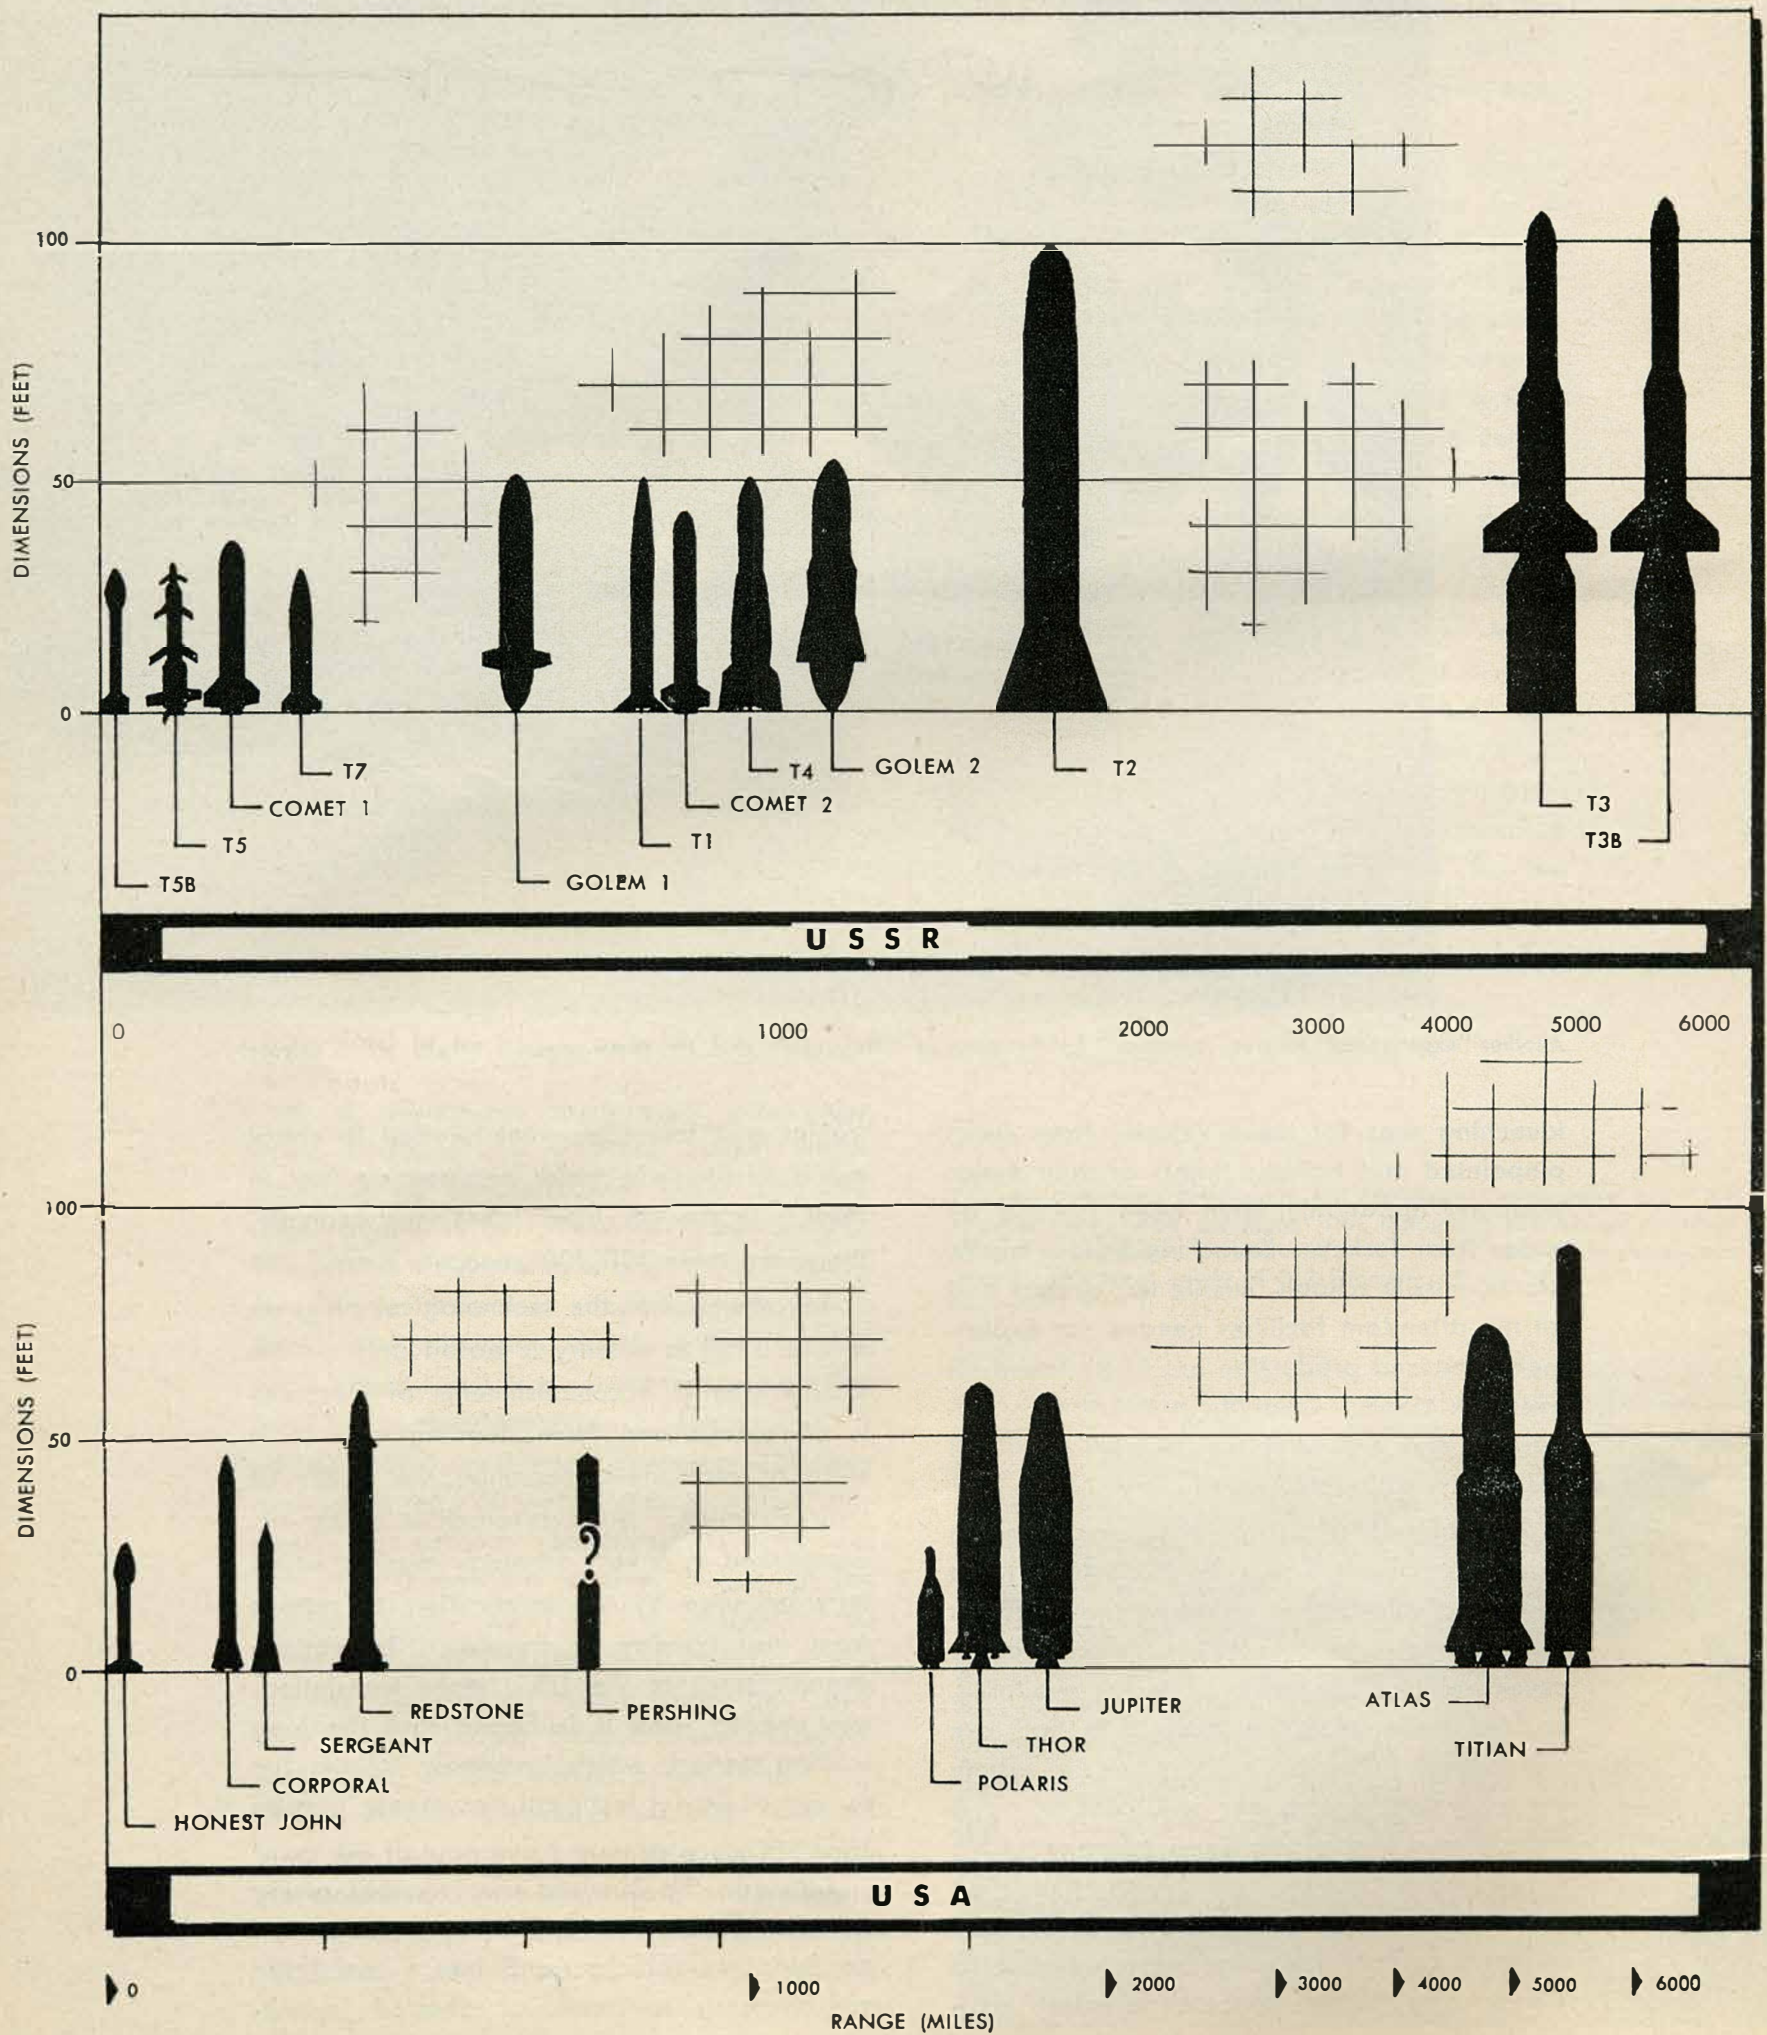 DIMENSIONS (FEET)
100
50
0
T7
T4
GOLEM 2
T2
COMET 1
COMET 2
T3
T5
T1
T3B
T5B
GOLEM 1
USSR
0 1000 2000 3000 4000 5000 6000
DIMENSIONS (FEET)
100
50
0
?
REDSTONE
PERSHING
JUPITER
ATLAS
SERGEANT
THOR
TITIAN
CORPORAL
POLARIS
HONEST JOHN
USA
0 1000 2000 3000 4000 5000 6000
RANGE (MILES)